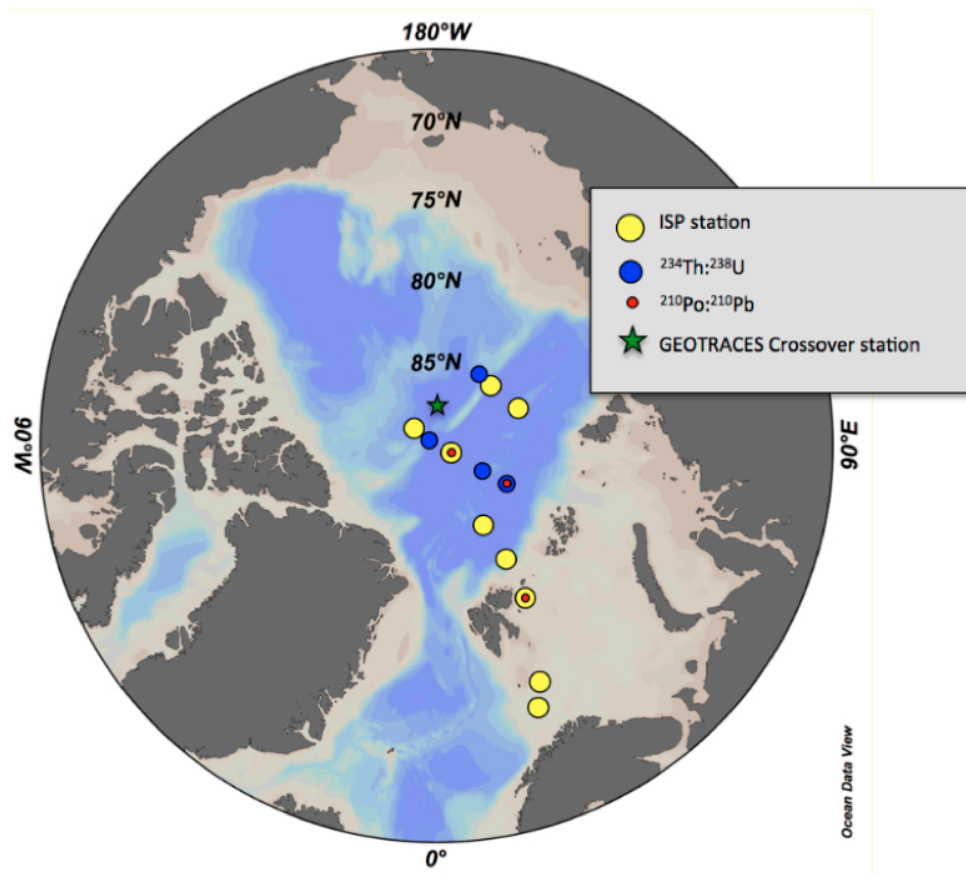 180°W
70°N
75°N
80°N
85°N
ISP station
²³⁴Th:²³⁸U
²¹⁰Po:²¹⁰Pb
GEOTRACES Crossover station
90°W
90°E
0°
Ocean Data View